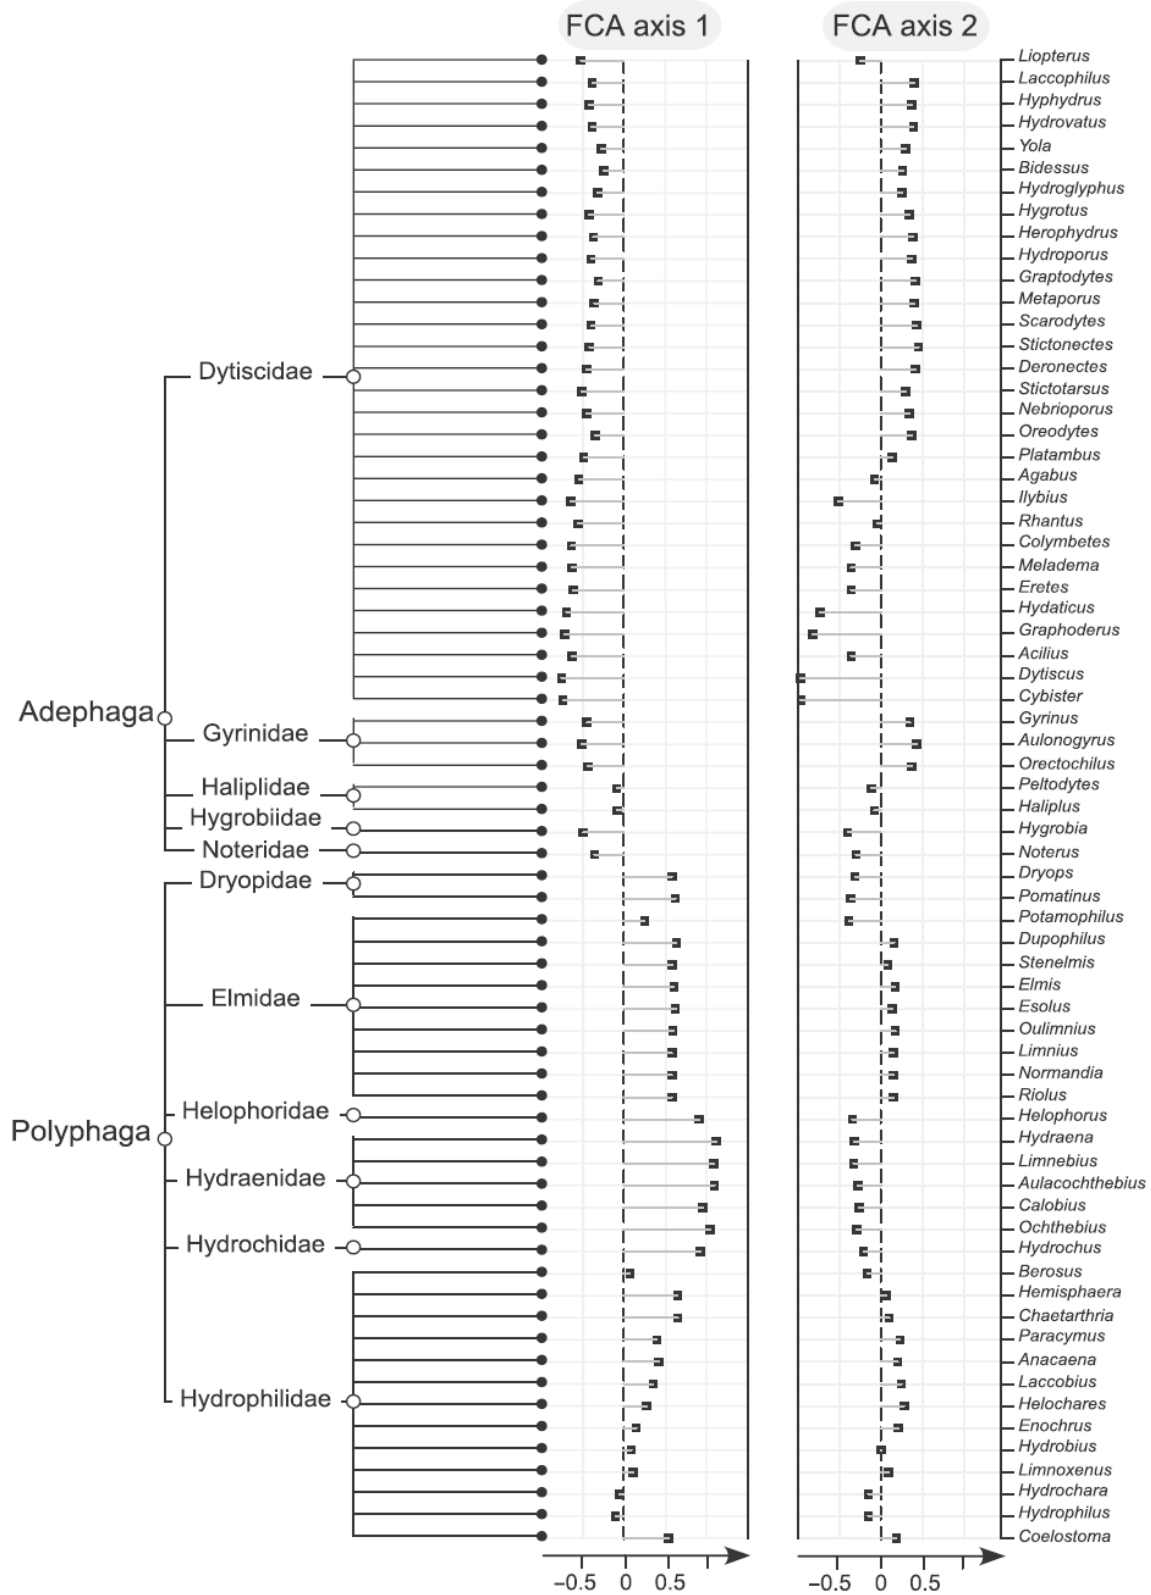 FCA axis 1
FCA axis 2
Liopterus
Laccophilus
Hyphydrus
Hydrovatus
Yola
Bidessus
Hydroglyphus
Hygrotus
Herophydrus
Hydroporus
Graptodytes
Metaporus
Scarodytes
Stictonectes
Dytiscidae
Deronectes
Stictotarsus
Nebrioporus
Oreodytes
Platambus
Agabus
Ilybius
Rhantus
Colymbetes
Meladema
Eretes
Hydaticus
Graphoderus
Acilius
Dytiscus
Cybister
Adephaga
Gyrinus
Gyrinidae
Aulonogyrus
Orectochilus
Haliplidae
Peltodytes
Haliplus
Hygrobiidae
Hygrobia
Noteridae
Noterus
Dryopidae
Dryops
Pomatinus
Potamophilus
Dupophilus
Stenelmis
Elmis
Elmidae
Esolus
Oulimnius
Limnius
Normandia
Riolus
Helophoridae
Helophorus
Polyphaga
Hydraena
Limnebius
Hydraenidae
Aulacochthebius
Calobius
Ochthebius
Hydrochidae
Hydrochus
Berosus
Hemisphaera
Chaetarthria
Paracymus
Anacaena
Laccobius
Hydrophilidae
Helochares
Enochrus
Hydrobius
Limnoxenus
Hydrochara
Hydrophilus
Coelostoma
−0.5 0 0.5
−0.5 0 0.5